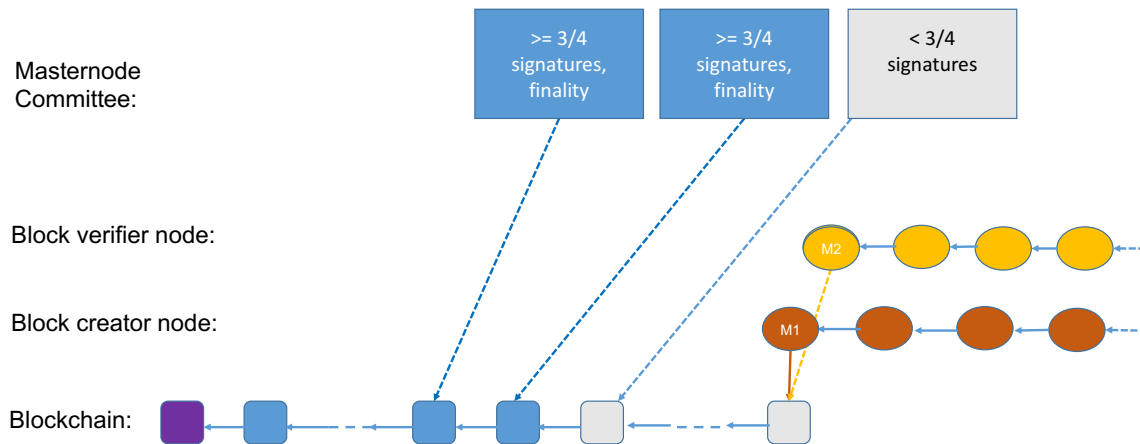 >= 3/4
signatures,
finality
>= 3/4
signatures,
finality
< 3/4
signatures
Masternode
Committee:
Block verifier node:
M2
Block creator node:
M1
Blockchain: